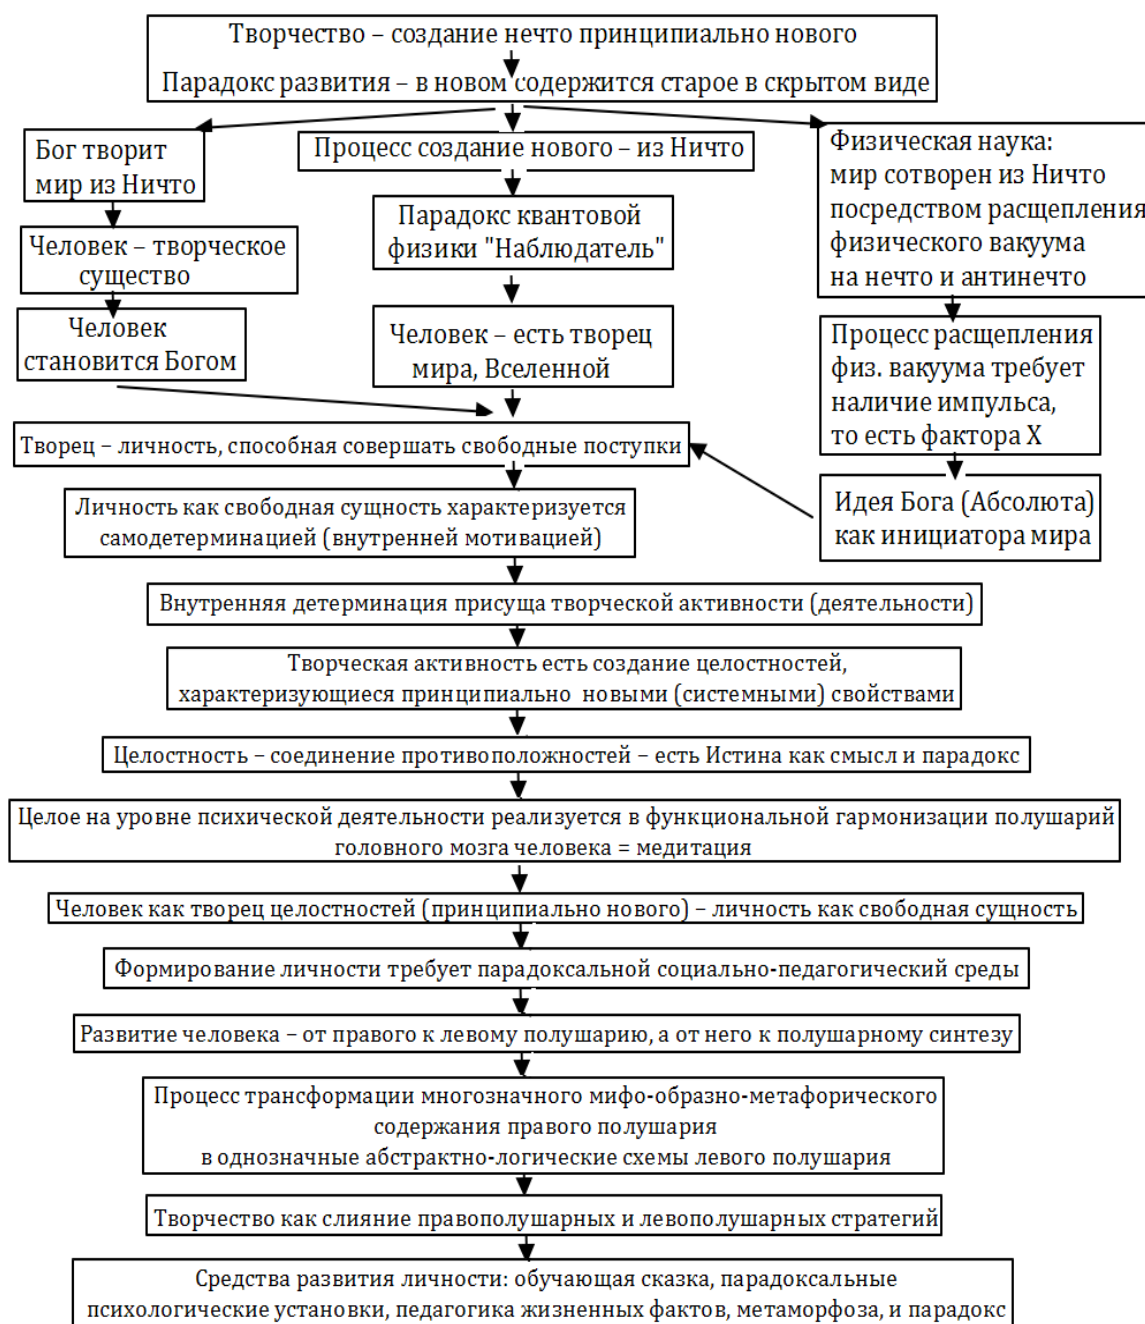 Творчество – создание нечто принципиально нового
Парадокс развития – в новом содержится старое в скрытом виде
Бог творит
мир из Ничто
Человек – творческое
существо
Человек
становится Богом
Процесс создание нового – из Ничто
Парадокс квантовой
физики "Наблюдатель"
Человек – есть творец
мира, Вселенной
Физическая наука:
мир сотворен из Ничто
посредством расщепления
физического вакуума
на нечто и антинечто
Процесс расщепления
физ. вакуума требует
наличие импульса,
то есть фактора X
Идея Бога (Абсолюта)
как инициатора мира
Творец – личность, способная совершать свободные поступки
Личность как свободная сущность характеризуется
самодетерминацией (внутренней мотивацией)
Внутренняя детерминация присуща творческой активности (деятельности)
Творческая активность есть создание целостностей,
характеризующиеся принципиально новыми (системными) свойствами
Целостность – соединение противоположностей – есть Истина как смысл и парадокс
Целое на уровне психической деятельности реализуется в функциональной гармонизации полушарий
головного мозга человека = медитация
Человек как творец целостностей (принципиально нового) – личность как свободная сущность
Формирование личности требует парадоксальной социально-педагогический среды
Развитие человека – от правого к левому полушарию, а от него к полушарному синтезу
Процесс трансформации многозначного мифо-образно-метафорического
содержания правого полушария
в однозначные абстрактно-логические схемы левого полушария
Творчество как слияние правополушарных и левополушарных стратегий
Средства развития личности: обучающая сказка, парадоксальные
психологические установки, педагогика жизненных фактов, метаморфоза, и парадокс